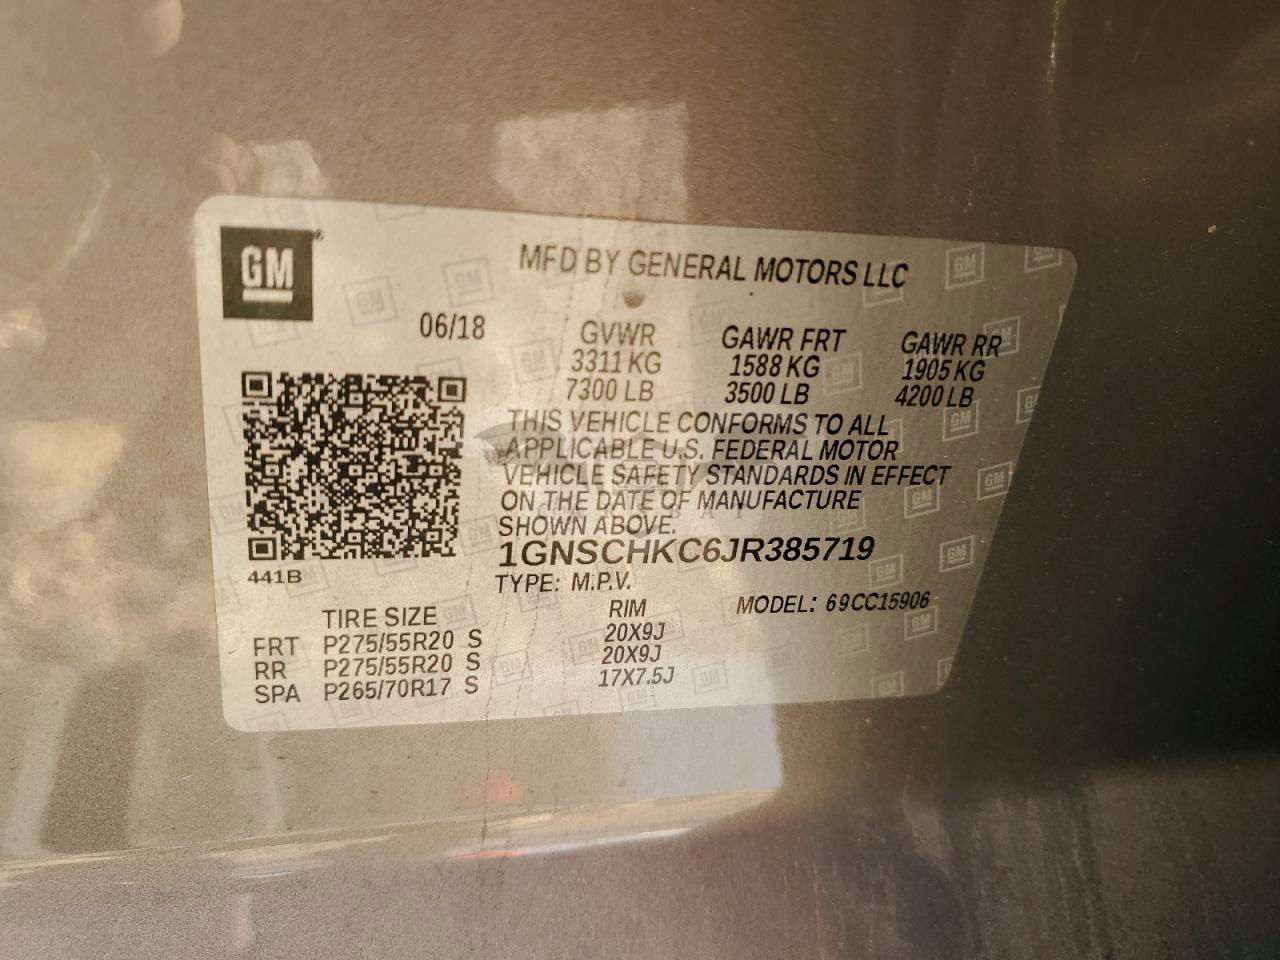 GM
MFD BY GENERAL MOTORS LLC
06/18 GVWR GAWR FRT GAWR RR
3311 KG 1588 KG 1905 KG
7300 LB 3500 LB 4200 LB
THIS VEHICLE CONFORMS TO ALL
APPLICABLE U.S. FEDERAL MOTOR
VEHICLE SAFETY STANDARDS IN EFFECT
ON THE DATE OF MANUFACTURE
SHOWN ABOVE.
1GNSCHKC6JR385719
441B
TYPE: M.P.V. MODEL: 69CC15906
TIRE SIZE RIM
FRT P275/55R20 S 20X9J
RR P275/55R20 S 20X9J
SPA P265/70R17 S 17X7.5J